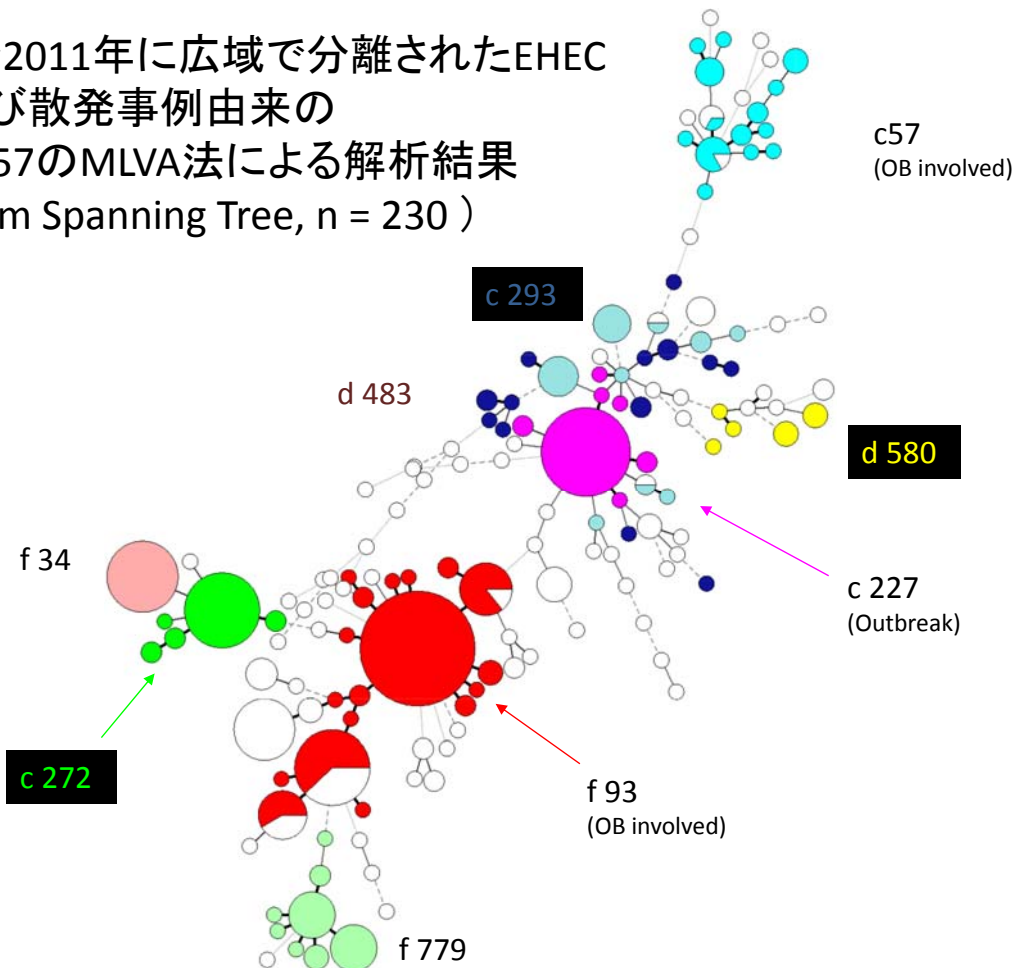 2011年に広域で分離されたEHEC
び散発事例由来の
57のMLVA法による解析結果
m Spanning Tree, n = 230 ）
c57
(OB involved)
c 293
d 483
d 580
f 34
c 227
(Outbreak)
c 272
f 93
(OB involved)
f 779